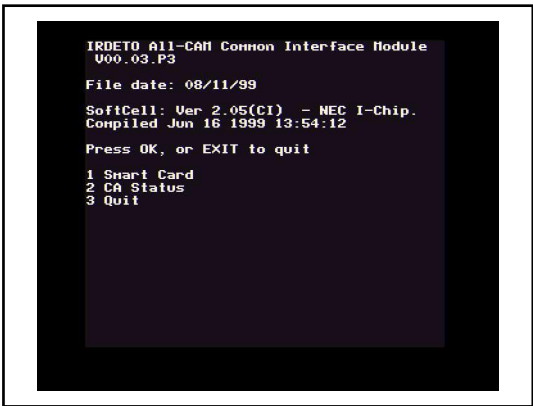 IRDETO All-CAM Common Interface Module
V00.03.P3
File date: 08/11/99
SoftCell: Ver 2.05(CI) - NEC I-Chip.
Compiled Jun 16 1999 13:54:12
Press OK, or EXIT to quit
1 Smart Card
2 CA Status
3 Quit